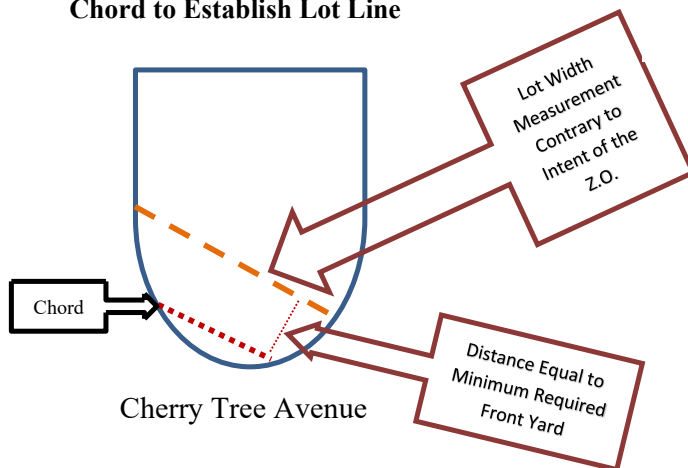 Chord to Establish Lot Line
Lot Width
Measurement
Contrary to
Intent of the
Z.O.
Chord
Distance Equal to
Minimum Required
Front Yard
Cherry Tree Avenue